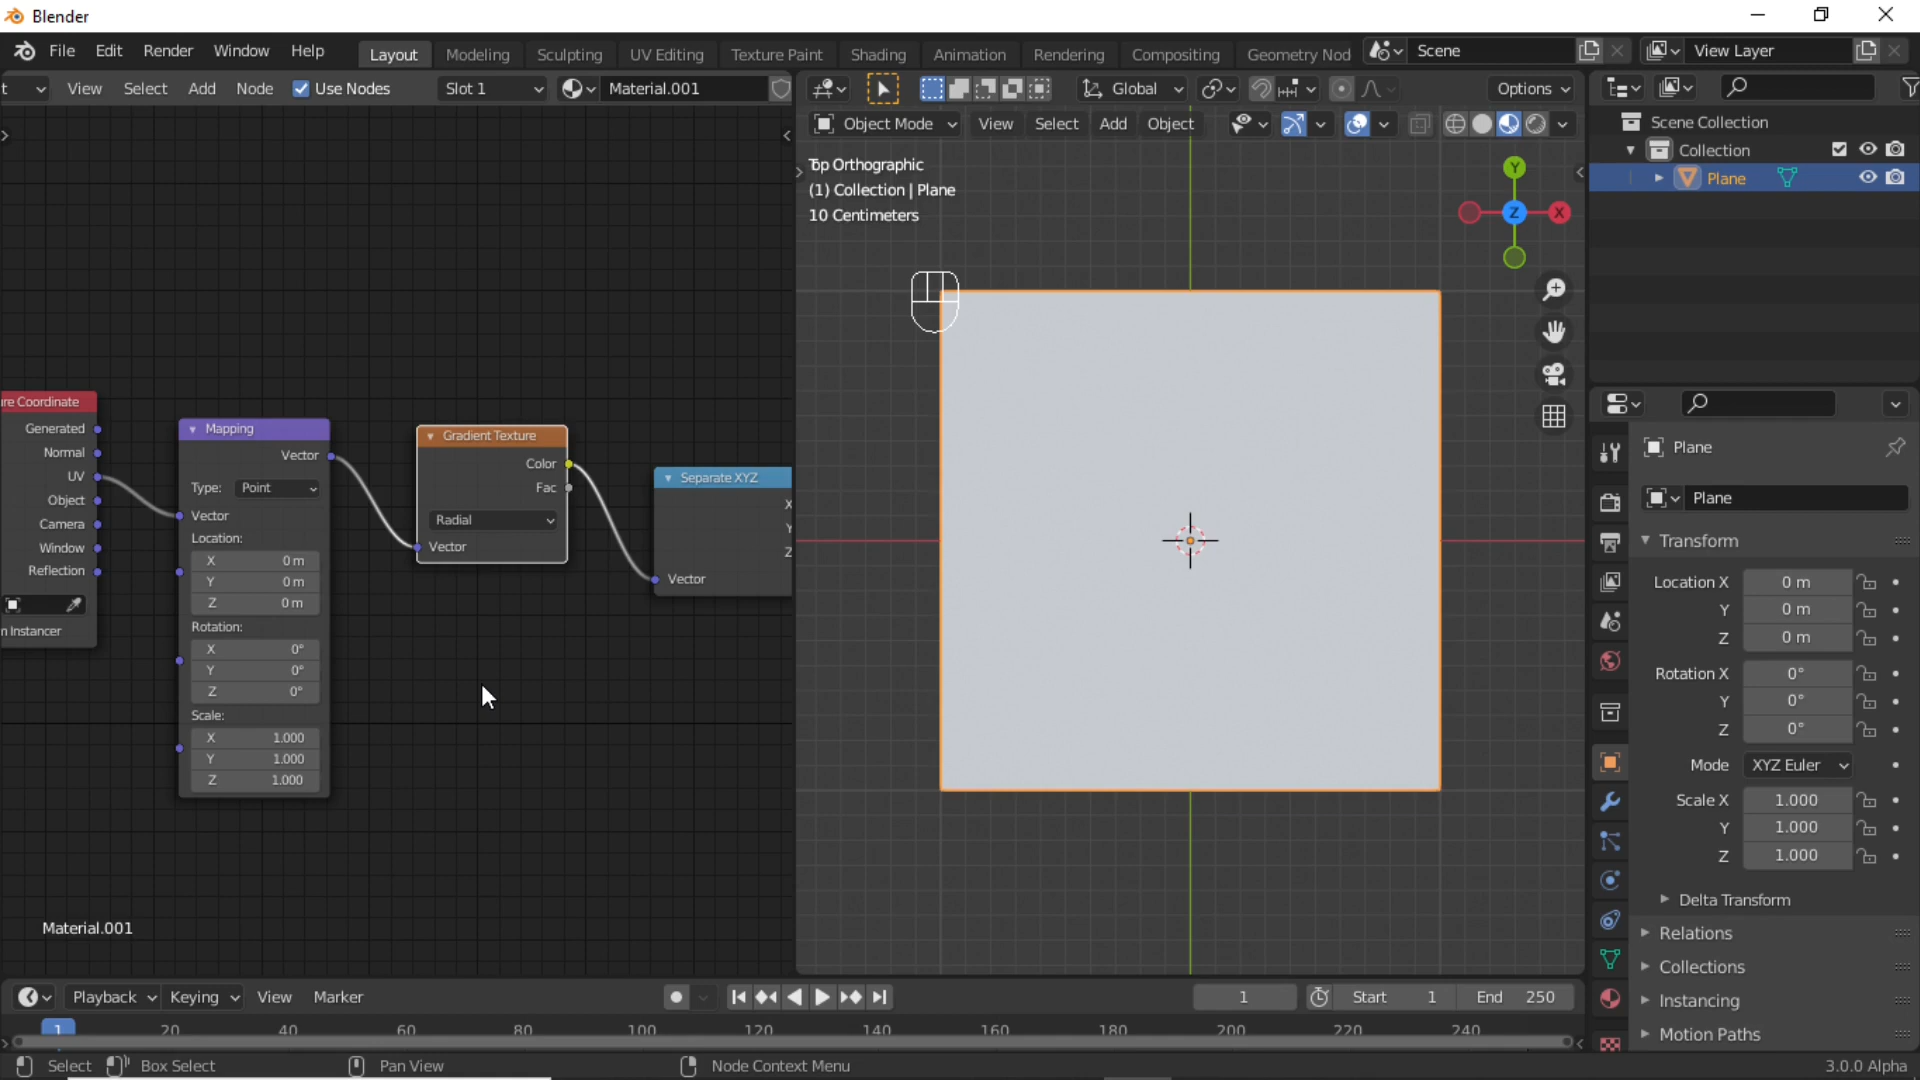 Blender
File Edit Render Window Help Layout Modeling Sculpting UV Editing Texture Paint Shading Animation Rendering Compositing Geometry Nod Scene View Layer
t View Select Add Node Use Nodes Slot 1 Material.001 Global Options
Object Mode View Select Add Object
Scene Collection
Collection
Plane
Top Orthographic
(1) Collection | Plane
10 Centimeters
Y
Z X
ure Coordinate
Generated
Normal
UV
Object
Camera
Window
Reflection
n Instancer
Mapping
Vector
Type: Point
Vector
Location:
X 0 m
Y 0 m
Z 0 m
Rotation:
X 0°
Y 0°
Z 0°
Scale:
X 1.000
Y 1.000
Z 1.000
Gradient Texture
Color
Fac
Radial
Vector
Separate XYZ
X
Y
Z
Vector
Material.001
Plane
Plane
Transform
Location X 0 m
Y 0 m
Z 0 m
Rotation X 0°
Y 0°
Z 0°
Mode XYZ Euler
Scale X 1.000
Y 1.000
Z 1.000
Delta Transform
Relations
Collections
Instancing
Motion Paths
Playback Keying View Marker 1 Start 1 End 250
1 20 40 60 80 100 120 140 160 180 200 220 240
Select Box Select Pan View Node Context Menu 3.0.0 Alpha